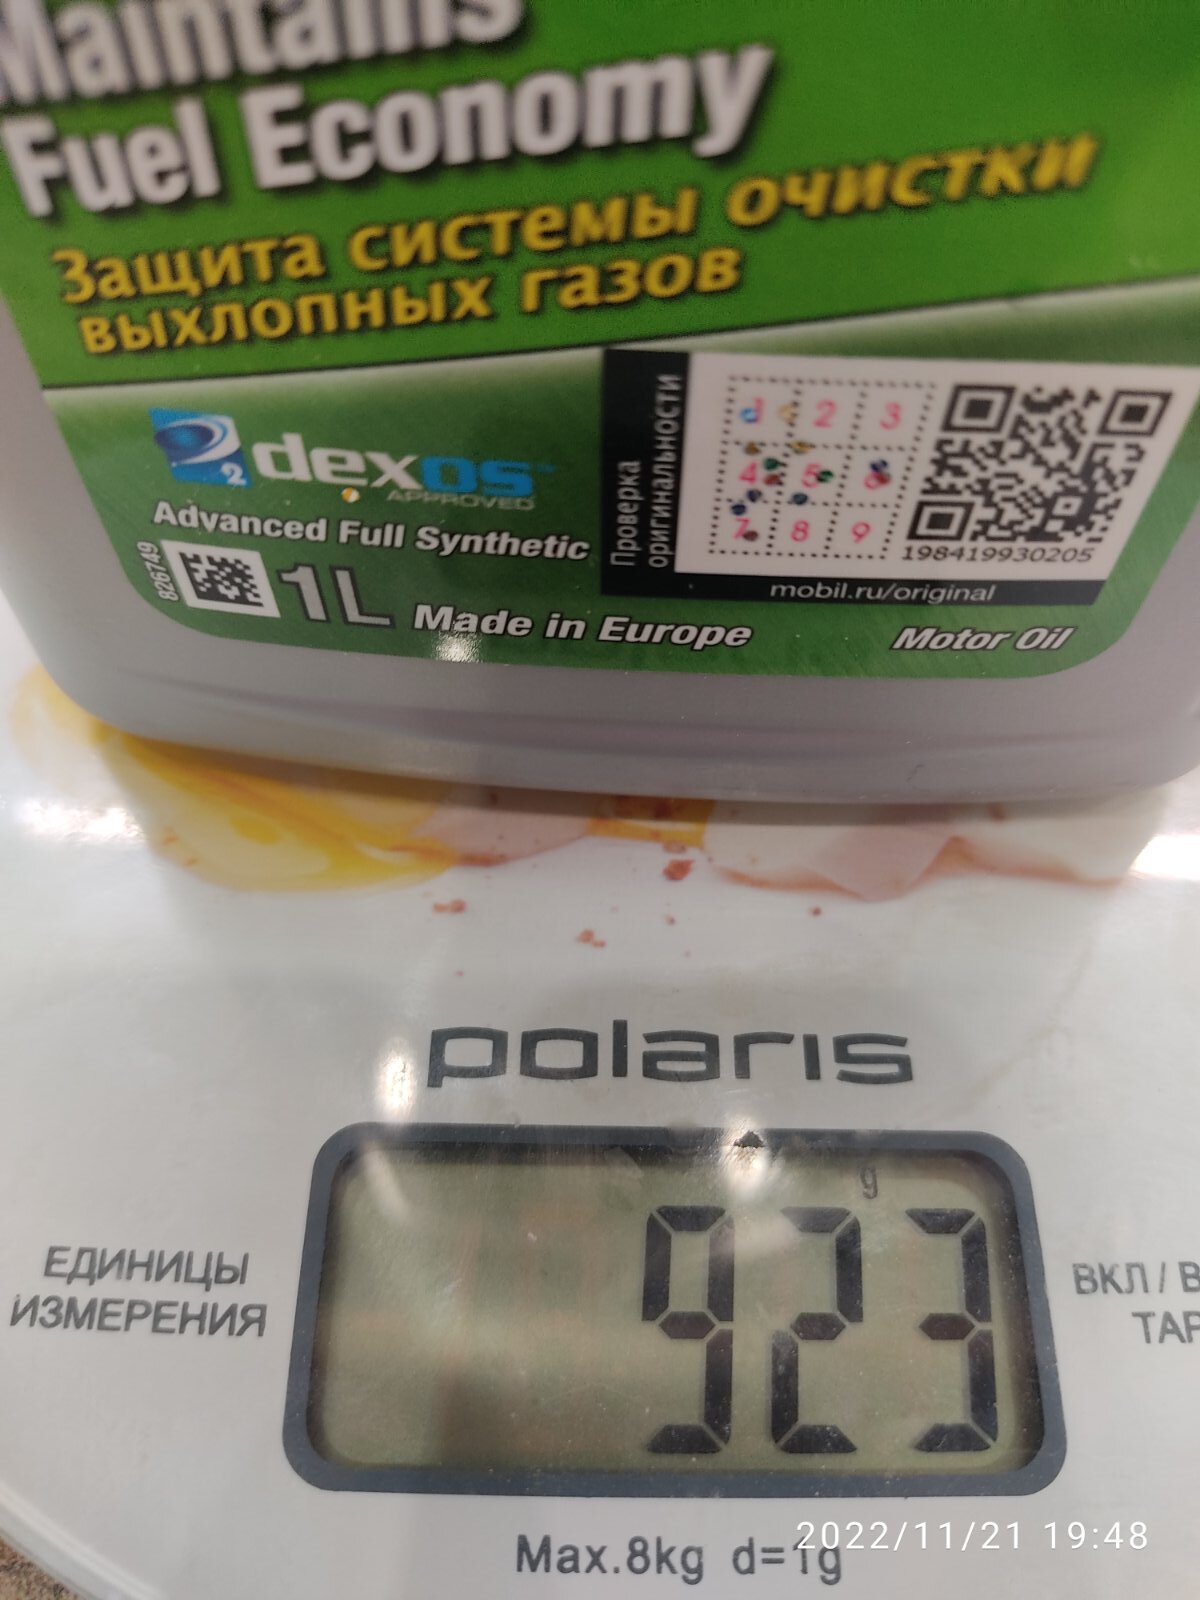 Maintains
Fuel Economy
Защита системы очистки
выхлопных газов
Проверка
оригинальности
1 2 3
4 5 6
7 8 9
198419930205
mobil.ru/original
2
dexos™
APPROVED
Advanced Full Synthetic
826749
1L Made in Europe
Motor Oil
polaris
g
923
ЕДИНИЦЫ
ИЗМЕРЕНИЯ
ВКЛ / В
ТАР
Max.8kg d=1g
2022/11/21 19:48